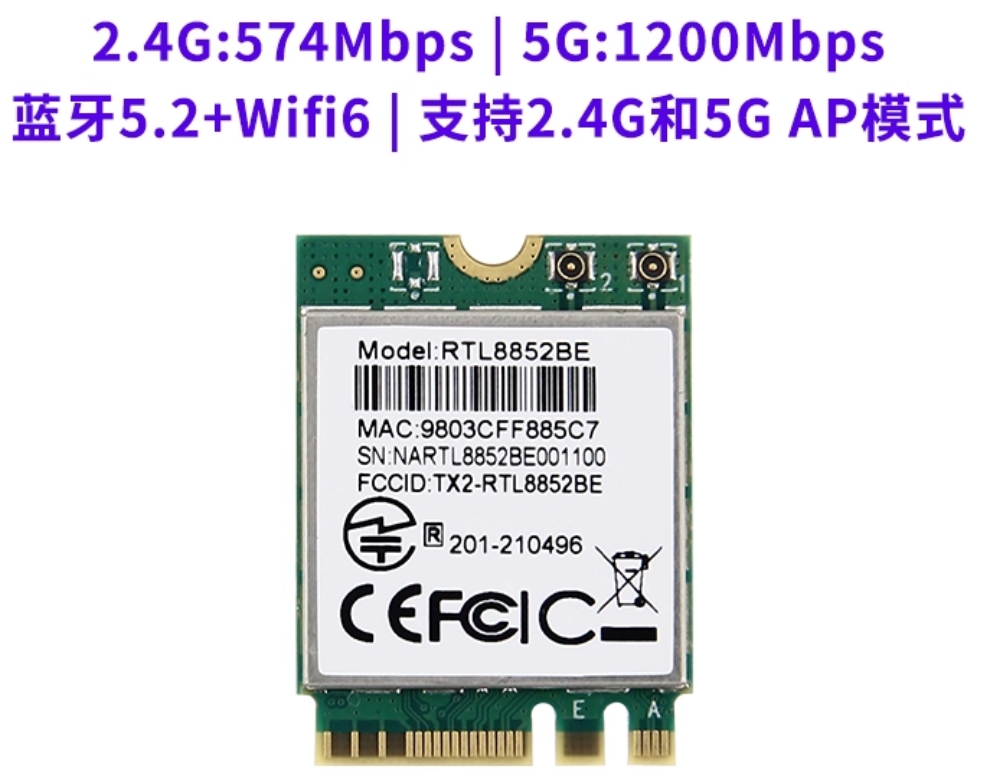 2.4G:574Mbps | 5G:1200Mbps
蓝牙5.2+Wifi6 | 支持2.4G和5G AP模式
2 1
Model:RTL8852BE
MAC:9803CFF885C7
SN:NARTL8852BE001100
FCCID:TX2-RTL8852BE
R 201-210496
CE FC IC
E A